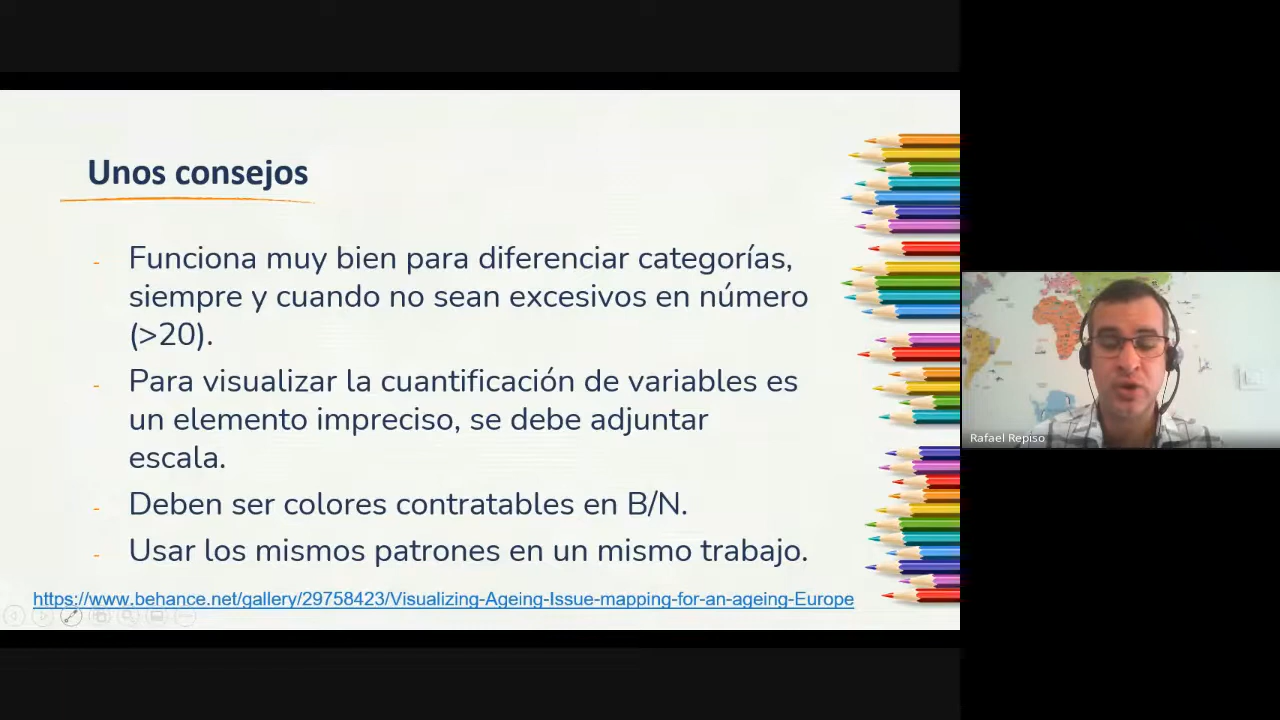 Unos consejos
- Funciona muy bien para diferenciar categorías,
siempre y cuando no sean excesivos en número
(>20).
- Para visualizar la cuantificación de variables es
un elemento impreciso, se debe adjuntar
escala.
- Deben ser colores contratables en B/N.
- Usar los mismos patrones en un mismo trabajo.
https://www.behance.net/gallery/29758423/Visualizing-Ageing-Issue-mapping-for-an-ageing-Europe
Rafael Repiso